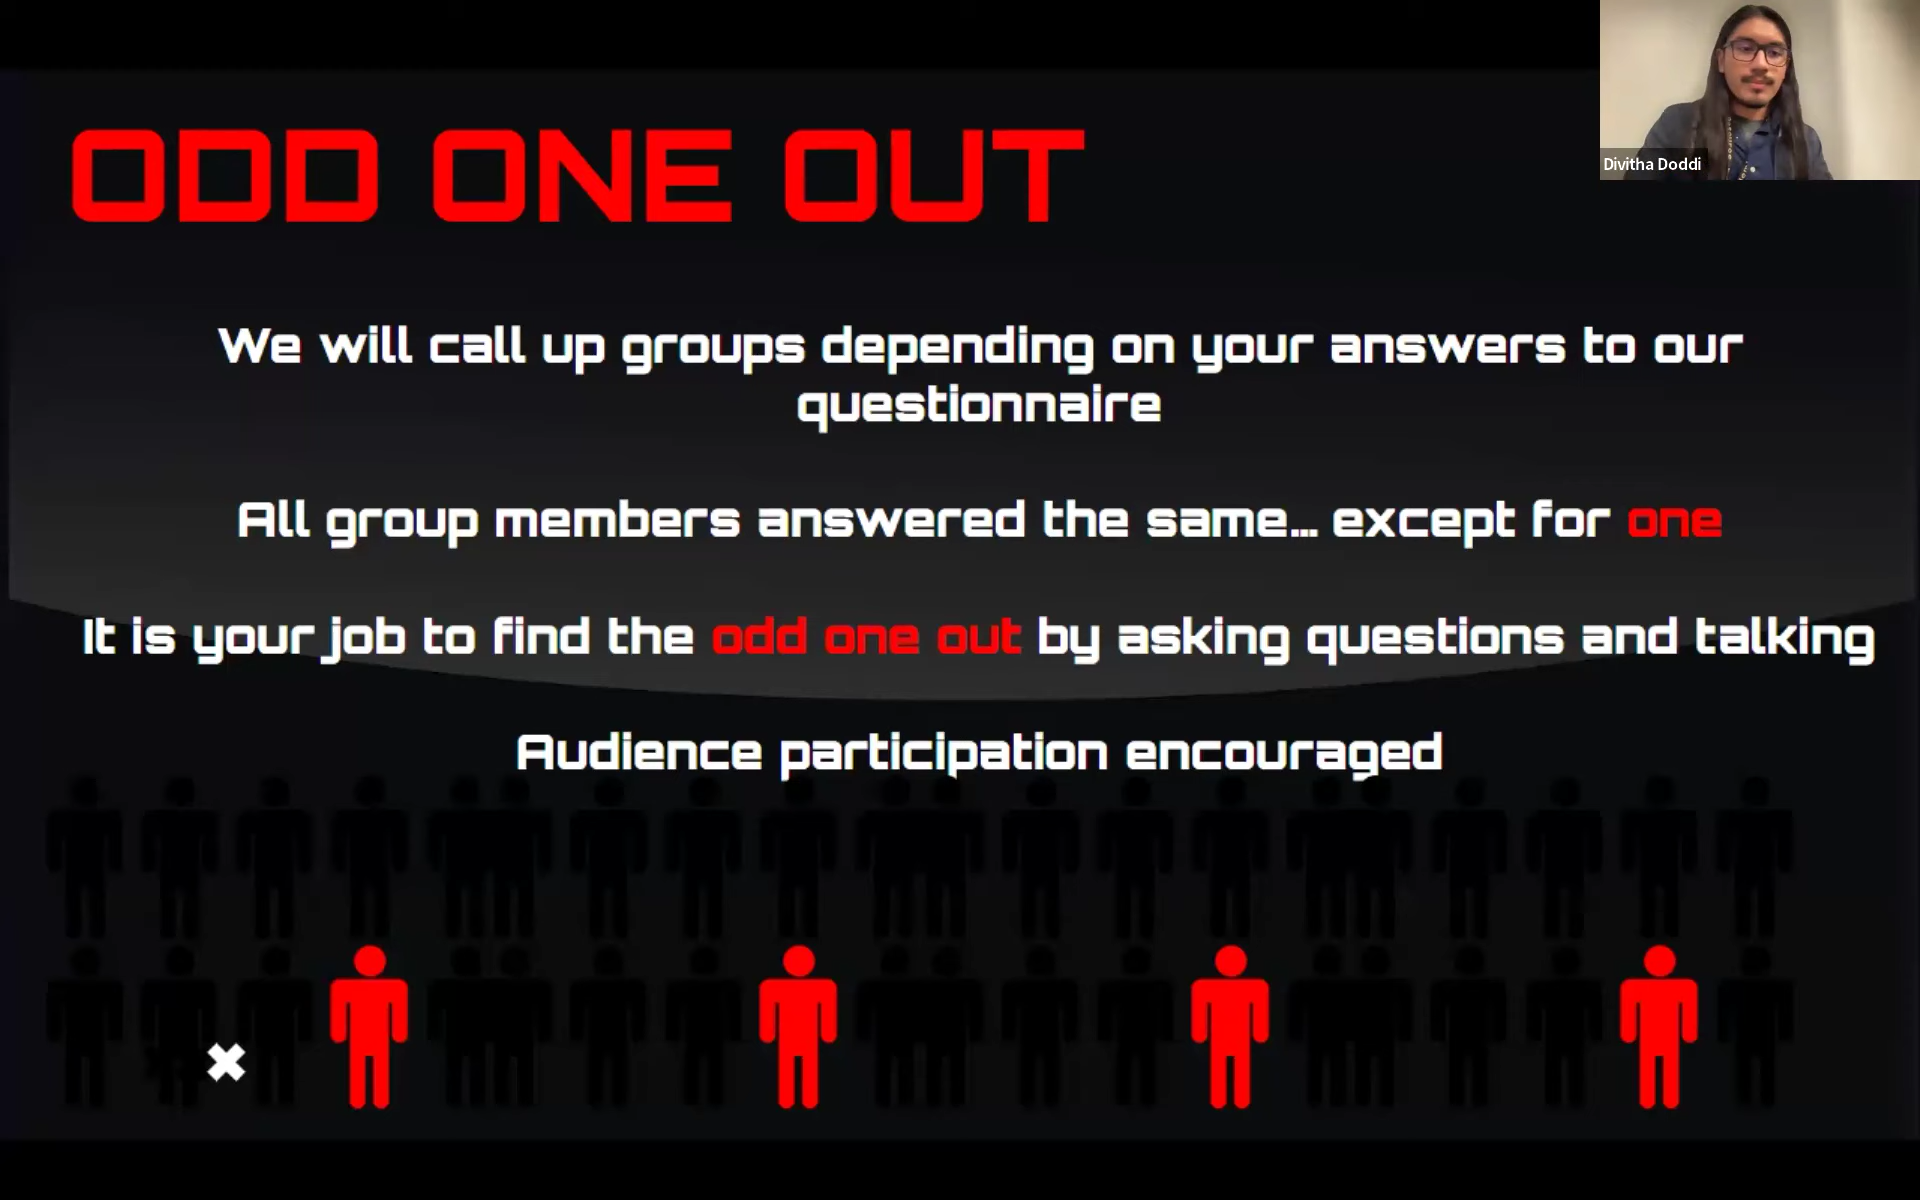 ODD ONE OUT
Divitha Doddi
We will call up groups depending on your answers to our
questionnaire
All group members answered the same... except for one
It is your job to find the odd one out by asking questions and talking
Audience participation encouraged